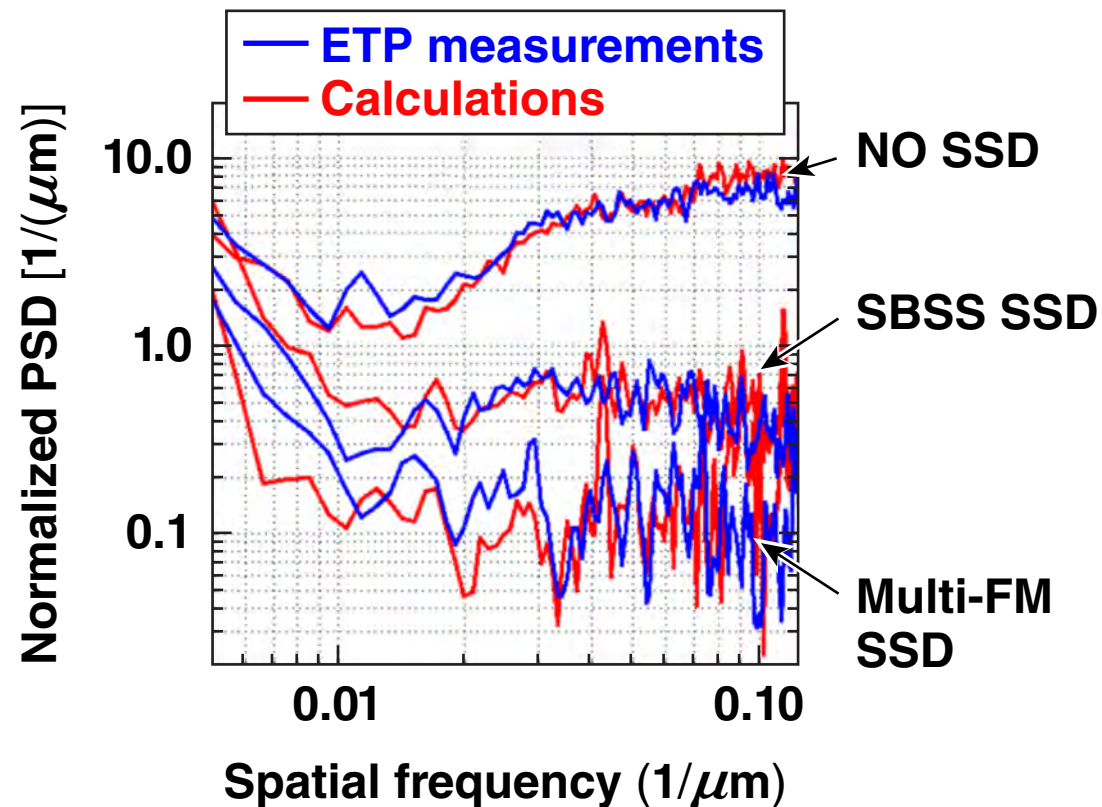 ETP measurements
Calculations
Normalized PSD [1/(μm)]
10.0
1.0
0.1
NO SSD
SBSS SSD
Multi-FM
SSD
0.01
0.10
Spatial frequency (1/μm)